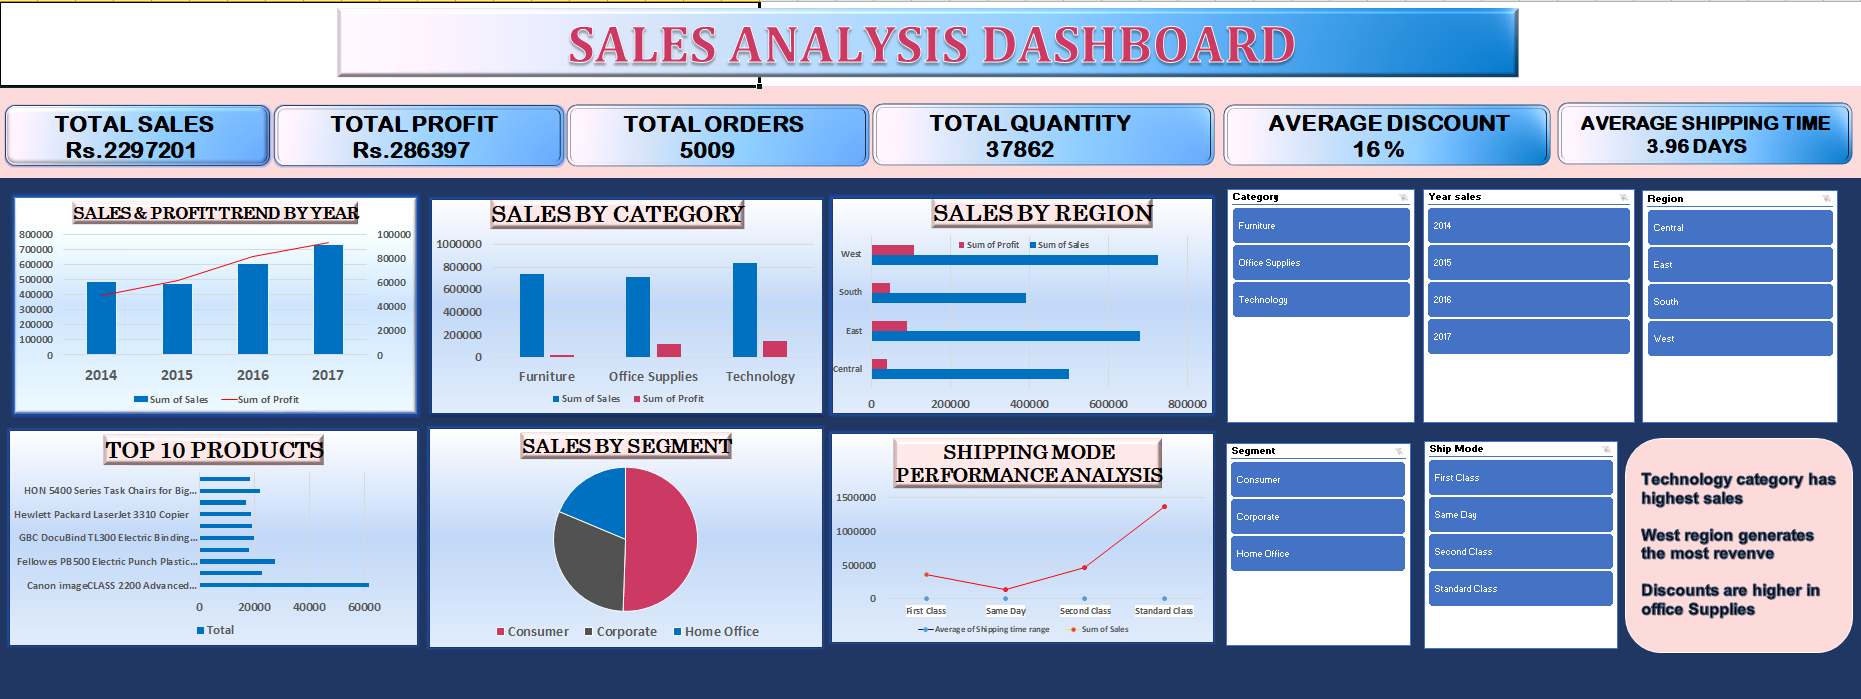 SALES ANALYSIS DASHBOARD
TOTAL SALES
Rs.2297201
TOTAL PROFIT
Rs.286397
TOTAL ORDERS
5009
TOTAL QUANTITY
37862
AVERAGE DISCOUNT
16 %
AVERAGE SHIPPING TIME
3.96 DAYS
SALES & PROFIT TREND BY YEAR
800000
700000
600000
500000
400000
300000
200000
100000
0
100000
80000
60000
40000
20000
0
2014 2015 2016 2017
Sum of Sales Sum of Profit
SALES BY CATEGORY
1000000
800000
600000
400000
200000
0
Furniture Office Supplies Technology
Sum of Sales Sum of Profit
SALES BY REGION
Sum of Profit Sum of Sales
West
South
East
Central
0 200000 400000 600000 800000
Category
Furniture
Office Supplies
Technology
Year sales
2014
2015
2016
2017
Region
Central
East
South
West
TOP 10 PRODUCTS
HON 5400 Series Task Chairs for Big...
Hewlett Packard LaserJet 3310 Copier
GBC DocuBind TL300 Electric Binding...
Fellowes PB500 Electric Punch Plastic...
Canon imageCLASS 2200 Advanced...
0 20000 40000 60000
Total
SALES BY SEGMENT
Consumer Corporate Home Office
SHIPPING MODE
PERFORMANCE ANALYSIS
1500000
1000000
500000
0
First Class Same Day Second Class Standard Class
Average of Shipping time range Sum of Sales
Segment
Consumer
Corporate
Home Office
Ship Mode
First Class
Same Day
Second Class
Standard Class
Technology category has
highest sales
West region generates
the most revenve
Discounts are higher in
office Supplies